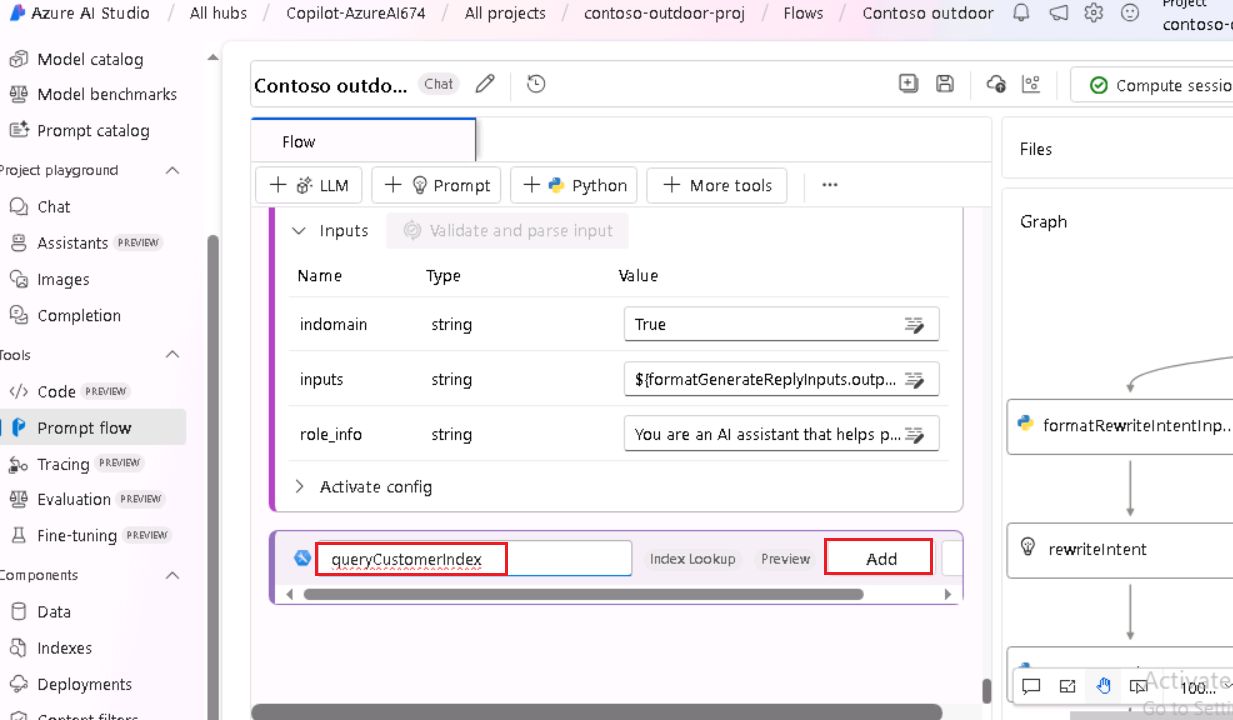 Azure AI Studio / All hubs / Copilot-AzureAI674 / All projects / contoso-outdoor-proj / Flows / Contoso outdoor
Project
contoso-
Model catalog
Model benchmarks
Prompt catalog
Project playground
Chat
Assistants PREVIEW
Images
Completion
Tools
Code PREVIEW
Prompt flow
Tracing PREVIEW
Evaluation PREVIEW
Fine-tuning PREVIEW
Components
Data
Indexes
Deployments
Content filters
Contoso outdo... Chat
Compute sessio
Flow
+ LLM
+ Prompt
+ Python
+ More tools
...
Inputs Validate and parse input
Name Type Value
indomain string True
inputs string ${formatGenerateReplyInputs.outp...
role_info string You are an AI assistant that helps p...
Activate config
queryCustomerIndex Index Lookup Preview Add
Files
Graph
formatRewriteIntentInp...
rewriteIntent
100...
Activate
Go to Setti